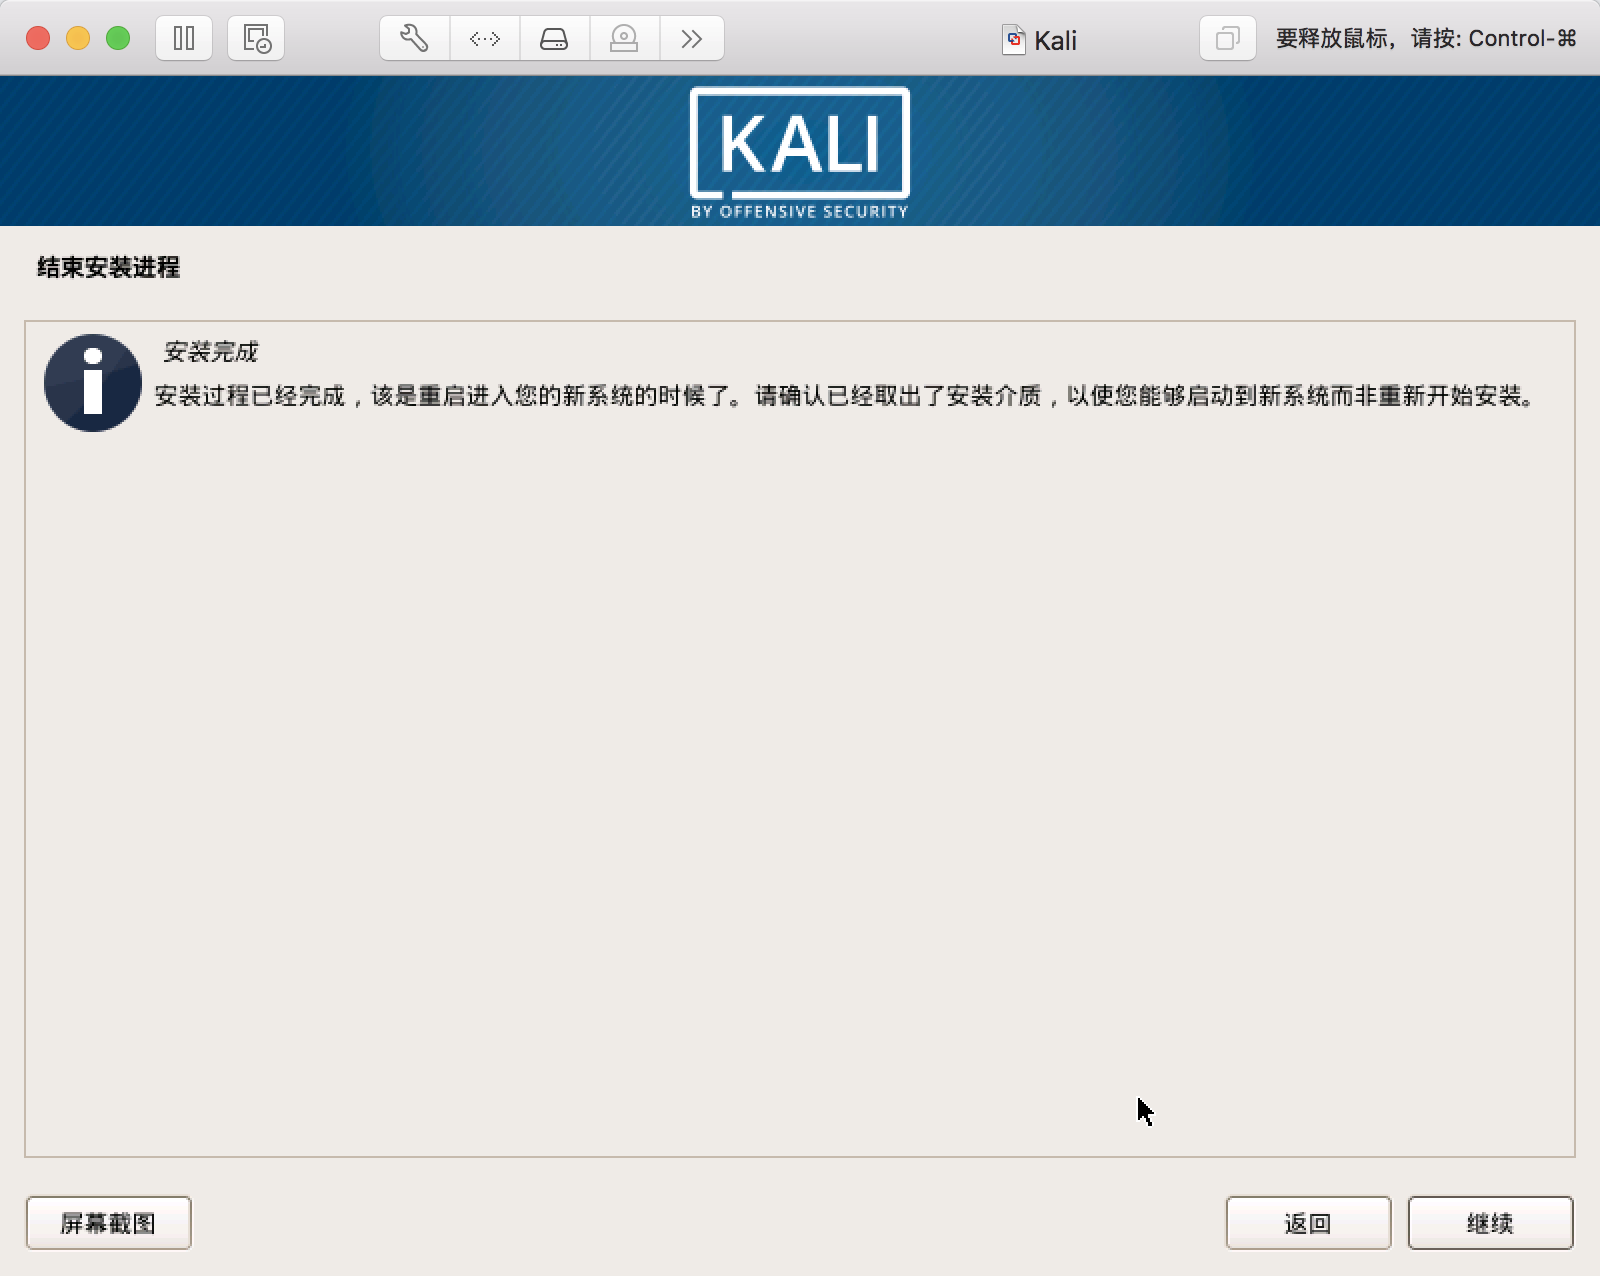 Kali
要释放鼠标，请按: Control-⌘
KALI
BY OFFENSIVE SECURITY
结束安装进程
安装完成
安装过程已经完成，该是重启进入您的新系统的时候了。请确认已经取出了安装介质，以使您能够启动到新系统而非重新开始安装。
屏幕截图
返回
继续